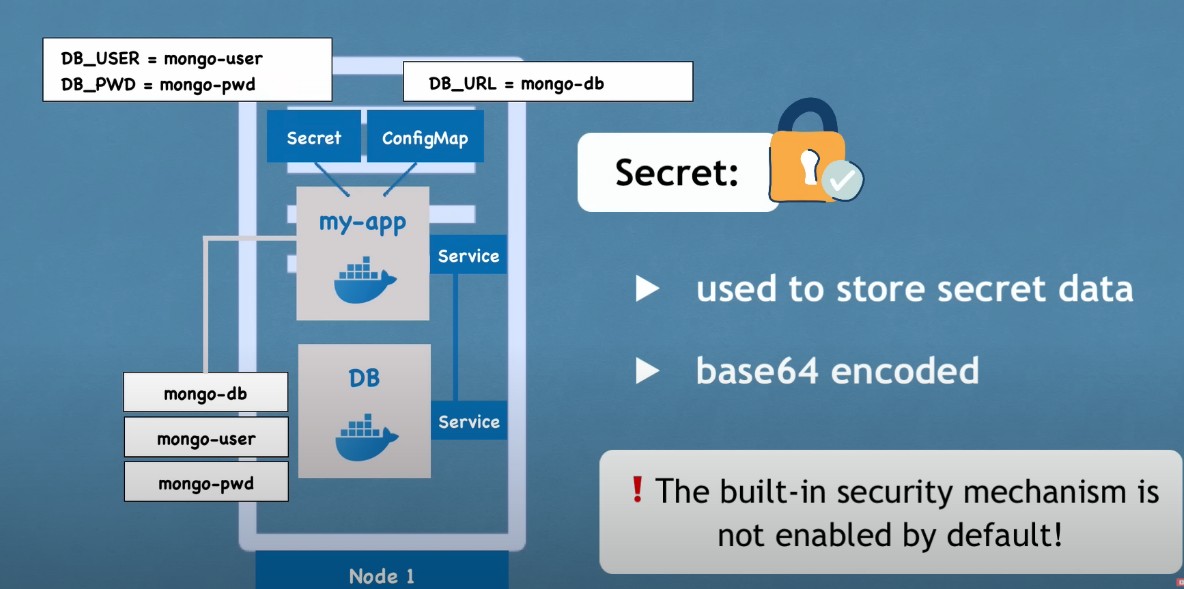 DB_USER = mongo-user
DB_PWD = mongo-pwd
DB_URL = mongo-db
Secret
ConfigMap
my-app
Service
DB
Service
mongo-db
mongo-user
mongo-pwd
Node 1
Secret:
used to store secret data
base64 encoded
! The built-in security mechanism is
not enabled by default!